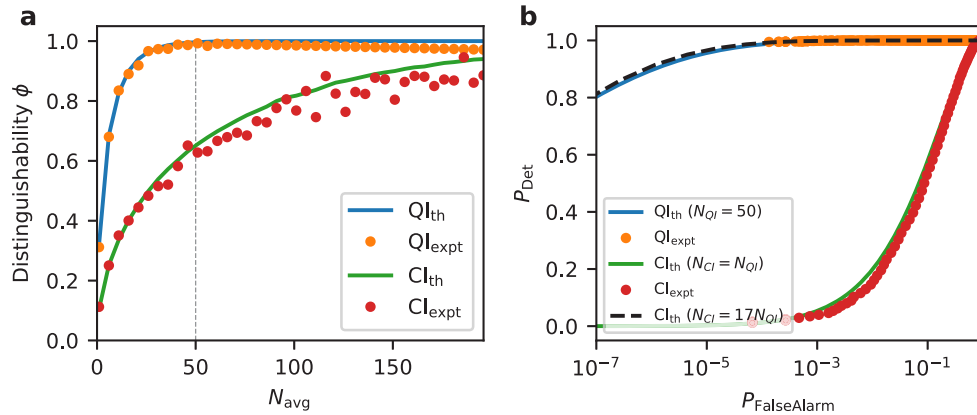 a
Distinguishability ϕ
1.0
0.8
0.6
0.4
0.2
0.0
0
50
100
150
N_avg
QI_th
QI_expt
CI_th
CI_expt
b
P_Det
1.0
0.8
0.6
0.4
0.2
0.0
10^−7
10^−5
10^−3
10^−1
P_FalseAlarm
QI_th (N_QI = 50)
QI_expt
CI_th (N_CI = N_QI)
CI_expt
CI_th (N_CI = 17N_QI)